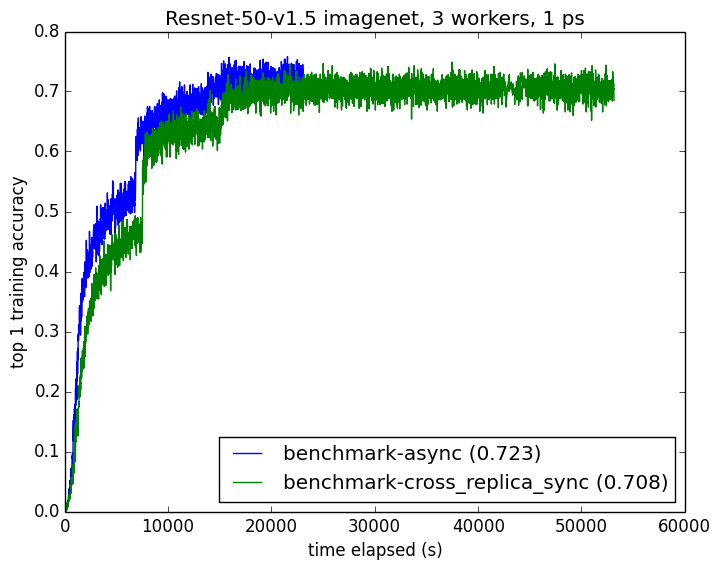 Resnet-50-v1.5 imagenet, 3 workers, 1 ps
0.8
0.7
0.6
0.5
0.4
0.3
0.2
0.1
0.0
top 1 training accuracy
benchmark-async (0.723)
benchmark-cross_replica_sync (0.708)
0 10000 20000 30000 40000 50000 60000
time elapsed (s)